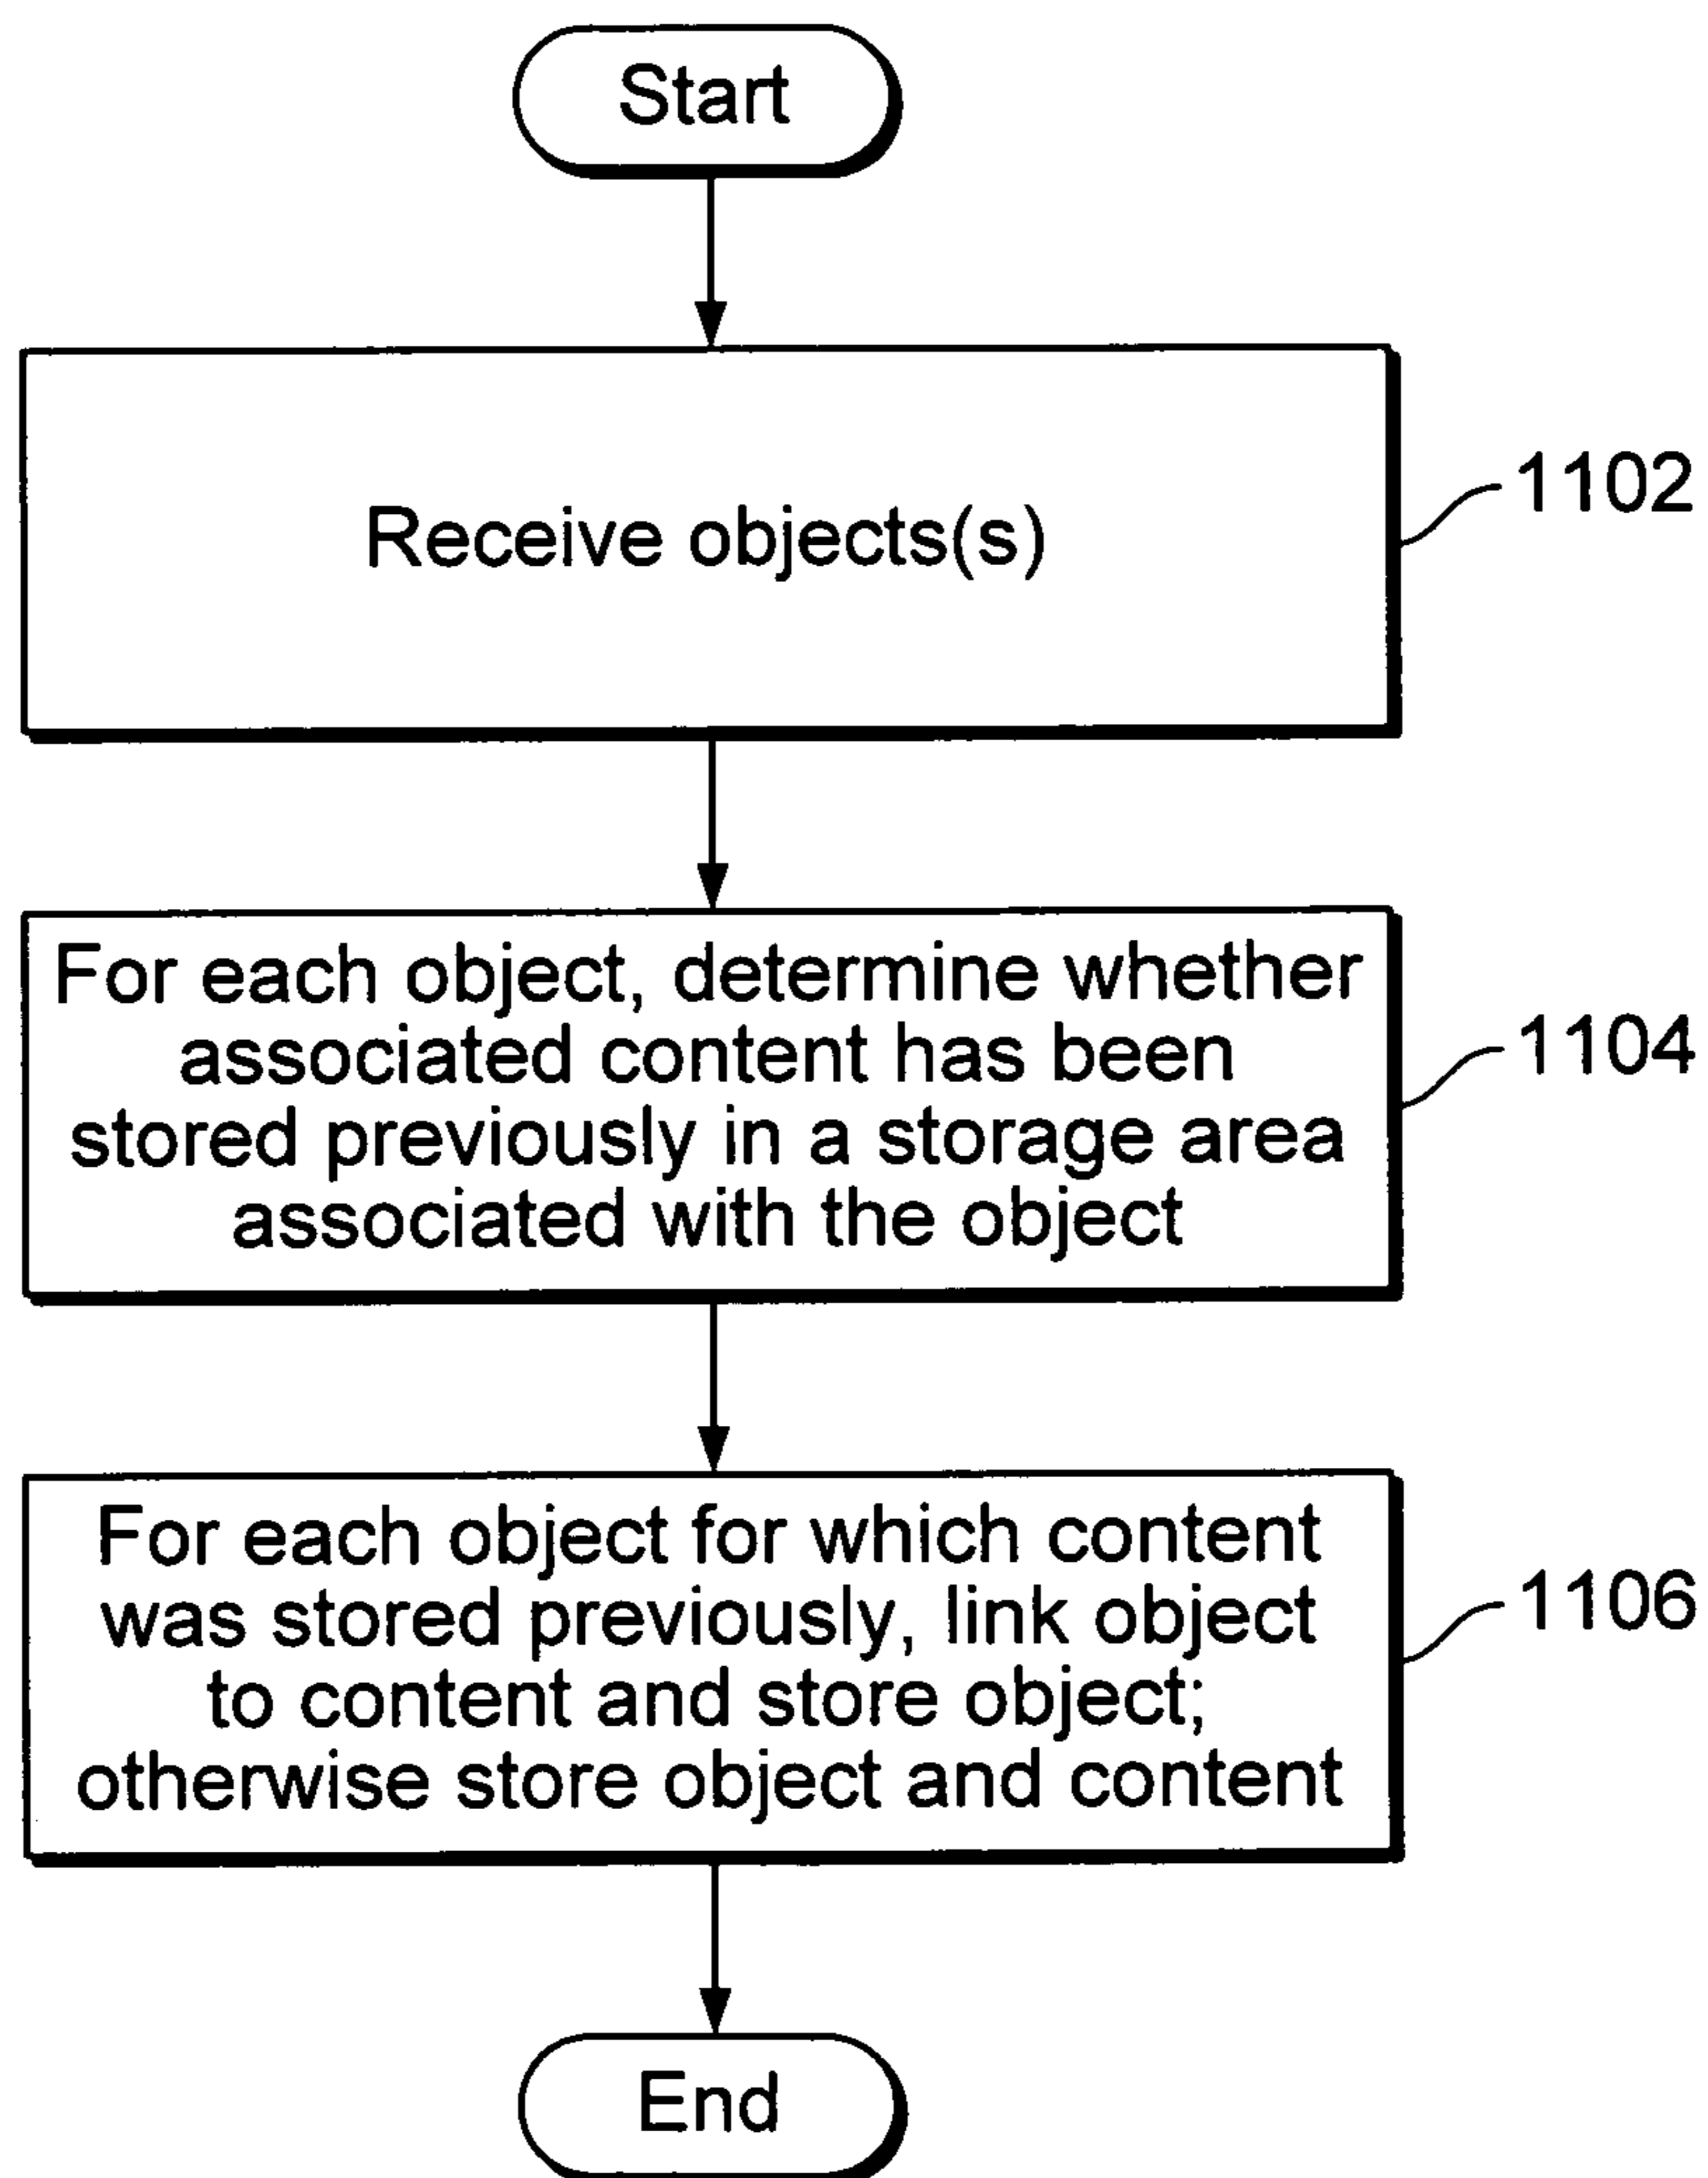 Start
Receive objects(s)
1102
For each object, determine whether
associated content has been
stored previously in a storage area
associated with the object
1104
For each object for which content
was stored previously, link object
to content and store object;
otherwise store object and content
1106
End